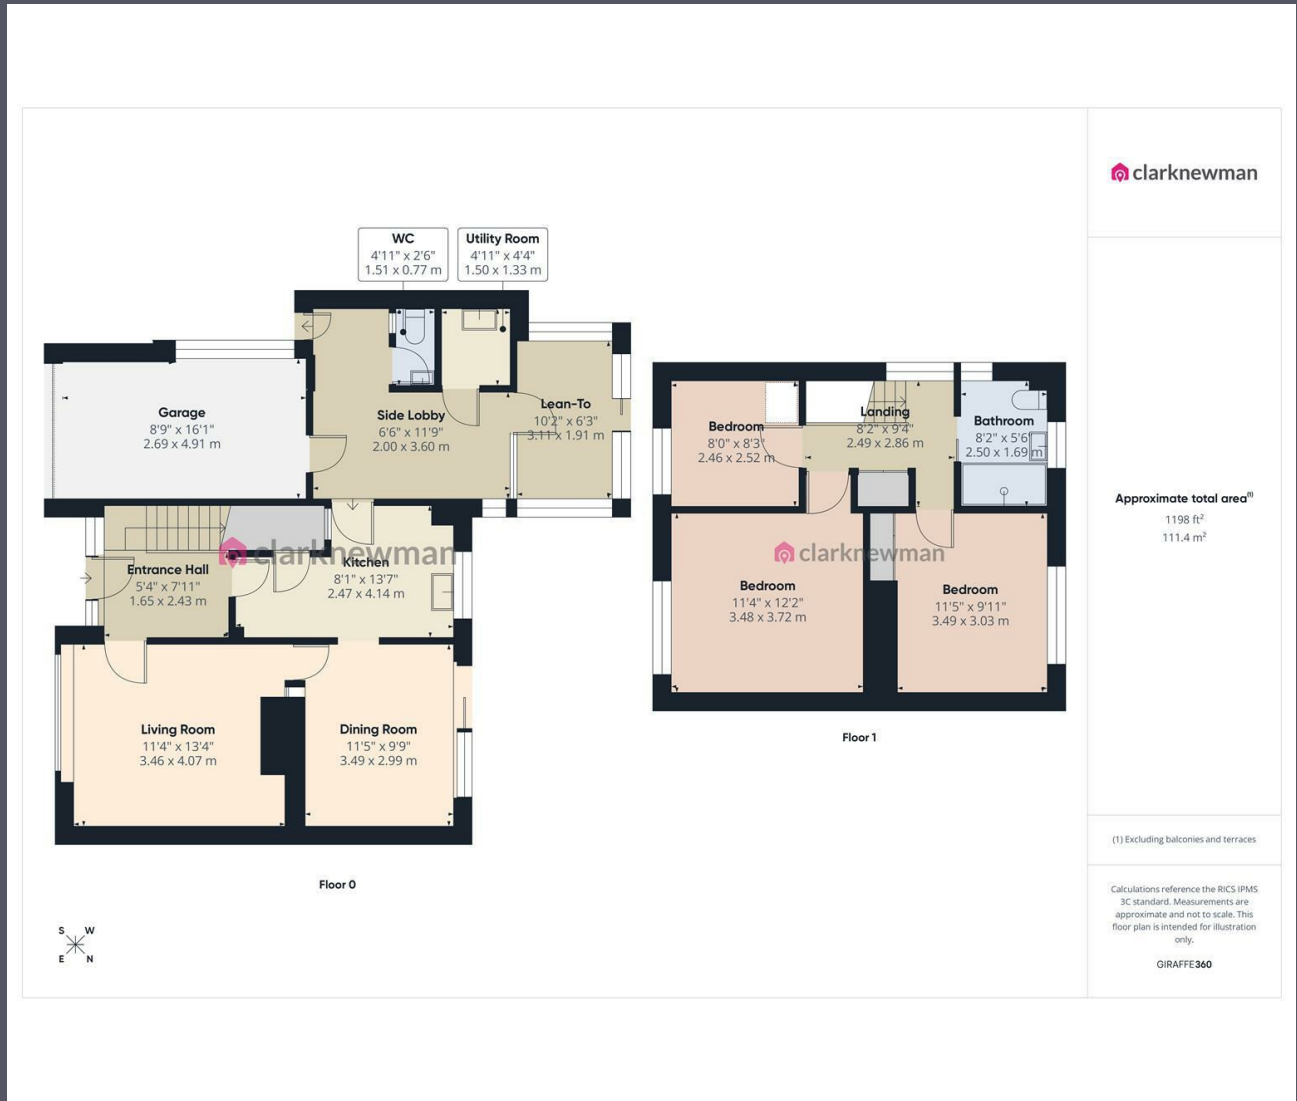 clarknewman
WC
4'11" x 2'6"
1.51 x 0.77 m
Utility Room
4'11" x 4'4"
1.50 x 1.33 m
Garage
8'9" x 16'1"
2.69 x 4.91 m
Side Lobby
6'6" x 11'9"
2.00 x 3.60 m
Lean-To
10'2" x 6'3"
3.11 x 1.91 m
Entrance Hall
5'4" x 7'11"
1.65 x 2.43 m
clarknewman
Kitchen
8'1" x 13'7"
2.47 x 4.14 m
Living Room
11'4" x 13'4"
3.46 x 4.07 m
Dining Room
11'5" x 9'9"
3.49 x 2.99 m
Floor 0
Bedroom
8'0" x 8'3"
2.46 x 2.52 m
Landing
8'2" x 9'4"
2.49 x 2.86 m
Bathroom
8'2" x 5'6"
2.50 x 1.69 m
clarknewman
Bedroom
11'4" x 12'2"
3.48 x 3.72 m
Bedroom
11'5" x 9'11"
3.49 x 3.03 m
Floor 1
S W
E N
Approximate total area(1)
1198 ft²
111.4 m²
(1) Excluding balconies and terraces
Calculations reference the RICS IPMS
3C standard. Measurements are
approximate and not to scale. This
floor plan is intended for illustration
only.
GIRAFFE360